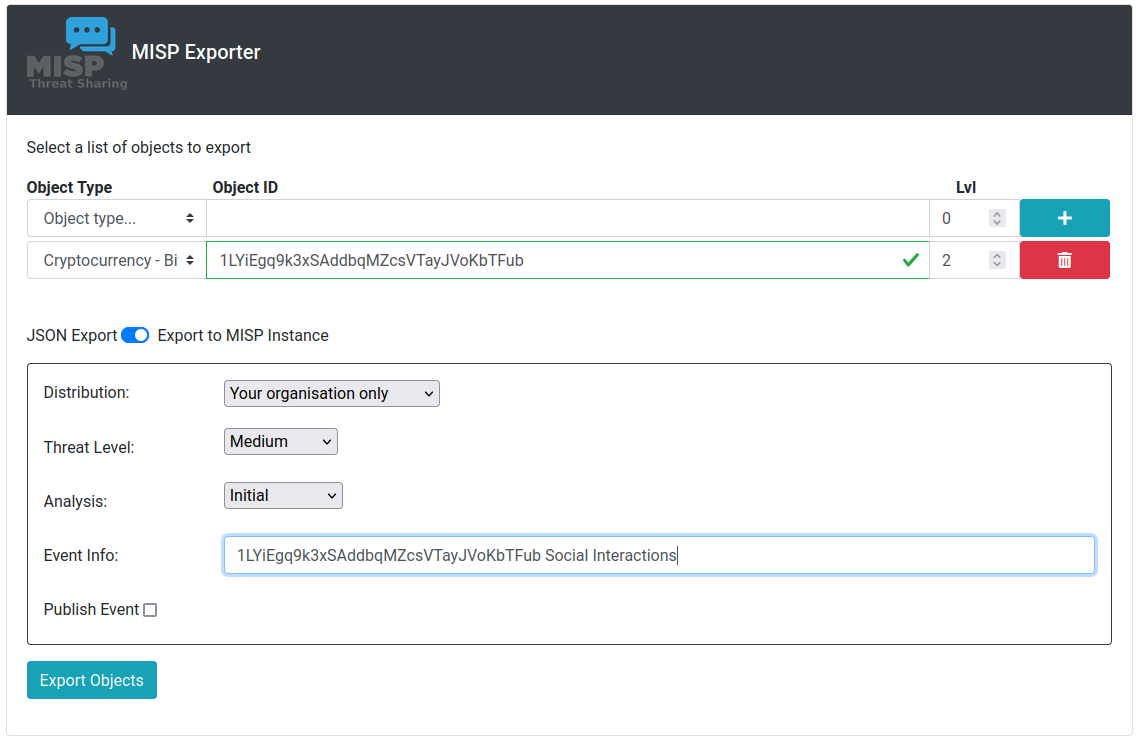 MISP
Threat Sharing
MISP Exporter
Select a list of objects to export
Object Type Object ID Lvl
Object type... 0
Cryptocurrency - Bi 1LYiEgq9k3xSAddbqMZcsVTayJVoKbTFub 2
JSON Export Export to MISP Instance
Distribution: Your organisation only
Threat Level: Medium
Analysis: Initial
Event Info: 1LYiEgq9k3xSAddbqMZcsVTayJVoKbTFub Social Interactions
Publish Event
Export Objects